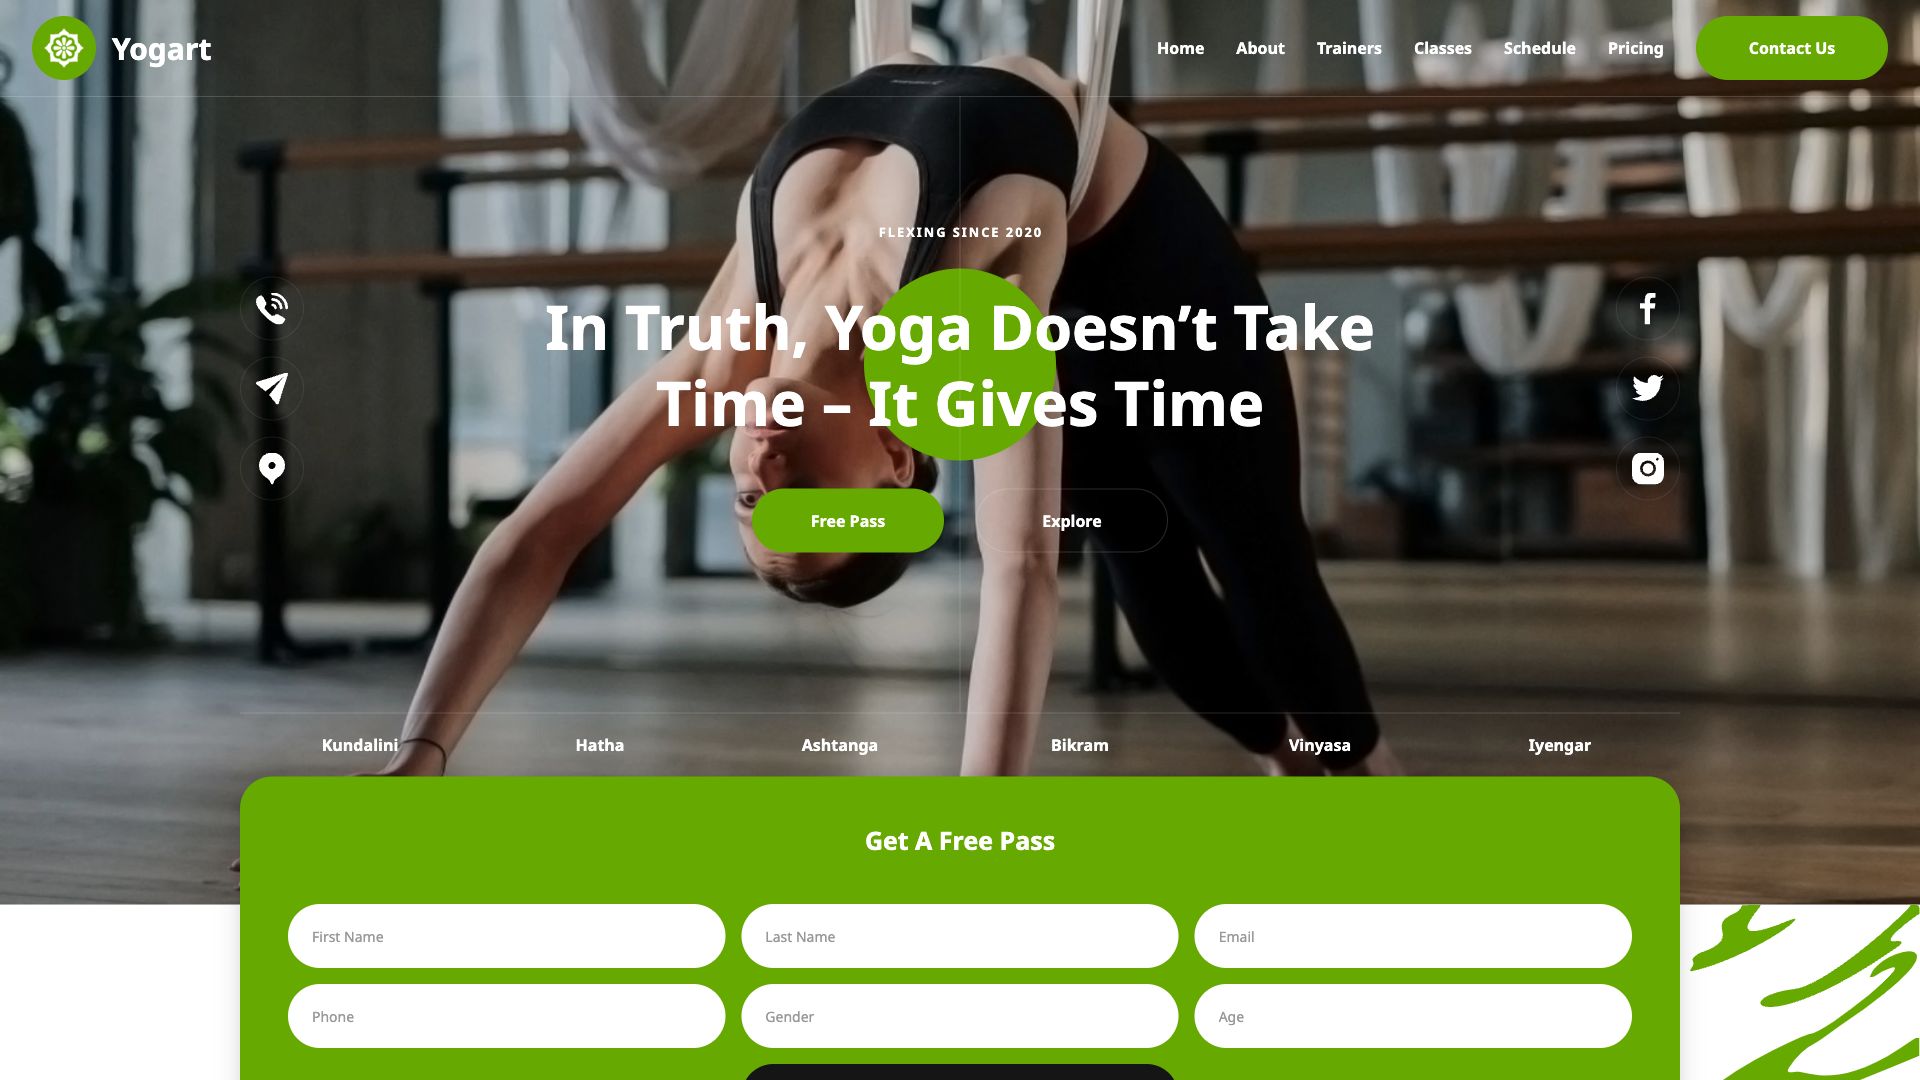 Yogart
Home About Trainers Classes Schedule Pricing Contact Us
FLEXING SINCE 2020
In Truth, Yoga Doesn’t Take
Time – It Gives Time
Free Pass Explore
Kundalini Hatha Ashtanga Bikram Vinyasa Iyengar
Get A Free Pass
First Name Last Name Email
Phone Gender Age